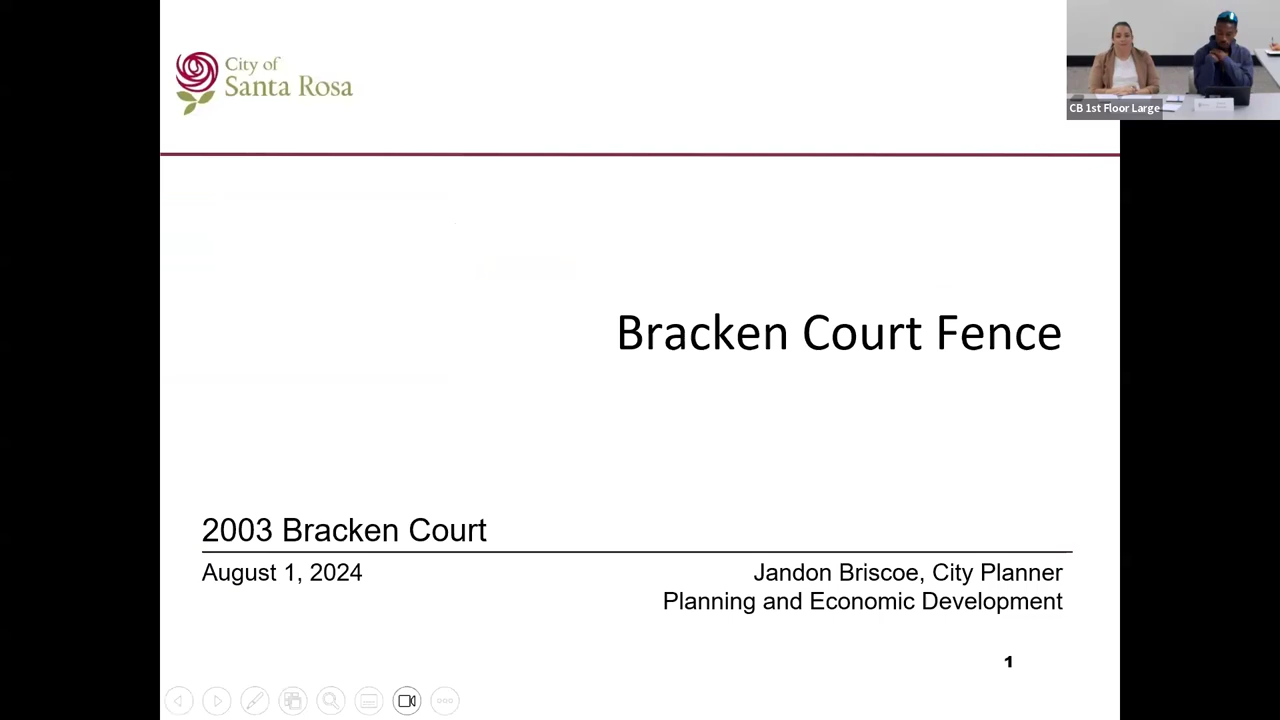 City of
Santa Rosa
CB 1st Floor Large
Bracken Court Fence
2003 Bracken Court
August 1, 2024
Jandon Briscoe, City Planner
Planning and Economic Development
1